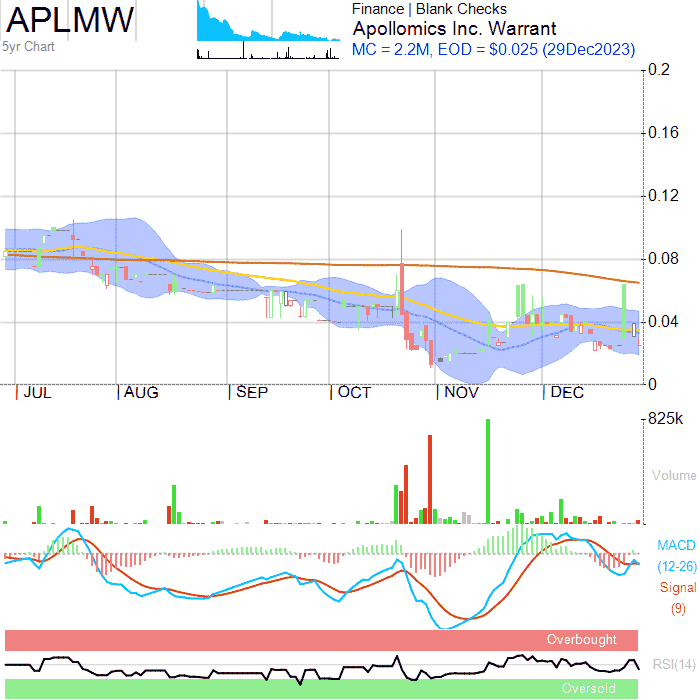 APLMW
5yr Chart
Finance | Blank Checks
Apollomics Inc. Warrant
MC = 2.2M, EOD = $0.025 (29Dec2023)
0.2
0.16
0.12
0.08
0.04
0
JUL AUG SEP OCT NOV DEC
825k
Volume
MACD
(12-26)
Signal
(9)
Overbought
RSI(14)
Oversold